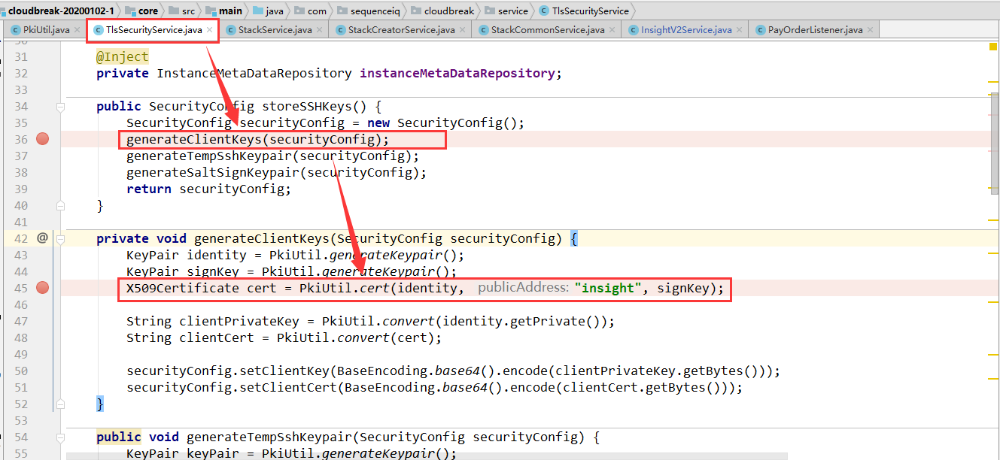 cloudbreak-20200102-1 core src main java com sequenceiq cloudbreak service TlsSecurityService
PkiUtil.java TlsSecurityService.java StackService.java StackCreatorService.java StackCommonService.java InsightV2Service.java PayOrderListener.java
31 @Inject
32 private InstanceMetaDataRepository instanceMetaDataRepository;
33
34 public SecurityConfig storeSSHKeys() {
35 SecurityConfig securityConfig = new SecurityConfig();
36 generateClientKeys(securityConfig);
37 generateTempSshKeypair(securityConfig);
38 generateSaltSignKeypair(securityConfig);
39 return securityConfig;
40 }
41
42 @ private void generateClientKeys(SecurityConfig securityConfig) {
43 KeyPair identity = PkiUtil.generateKeypair();
44 KeyPair signKey = PkiUtil.generateKeypair();
45 X509Certificate cert = PkiUtil.cert(identity, publicAddress: "insight", signKey);
46
47 String clientPrivateKey = PkiUtil.convert(identity.getPrivate());
48 String clientCert = PkiUtil.convert(cert);
49
50 securityConfig.setClientKey(BaseEncoding.base64().encode(clientPrivateKey.getBytes()));
51 securityConfig.setClientCert(BaseEncoding.base64().encode(clientCert.getBytes()));
52 }
53
54 public void generateTempSshKeypair(SecurityConfig securityConfig) {
55 KeyPair keyPair = PkiUtil.generateKeypair();